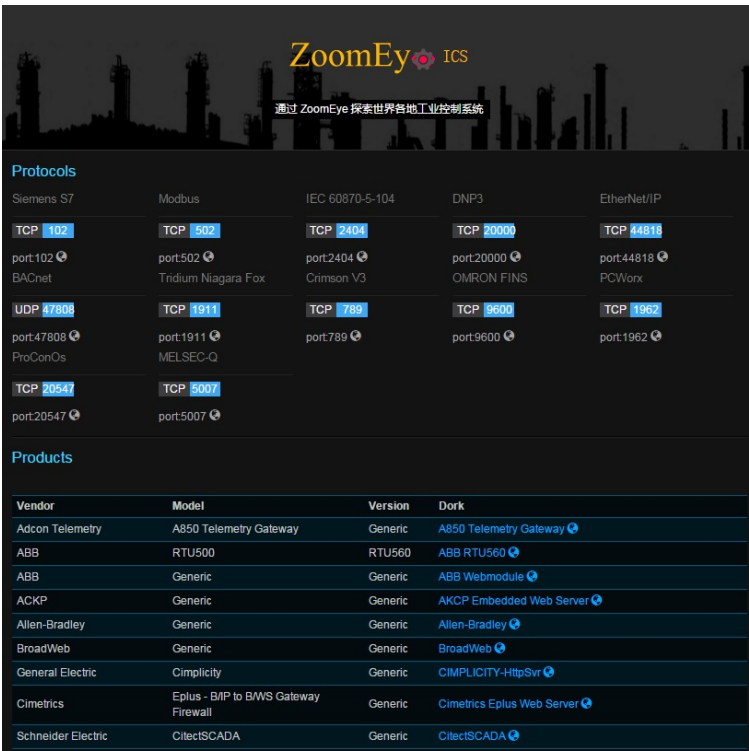 ZoomEye ICS
通过 ZoomEye 探索世界各地工业控制系统
Protocols
Siemens S7 Modbus IEC 60870-5-104 DNP3 EtherNet/IP
TCP 102 TCP 502 TCP 2404 TCP 20000 TCP 44818
port:102 port:502 port:2404 port:20000 port:44818
BACnet Tridium Niagara Fox Crimson V3 OMRON FINS PCWorx
UDP 47808 TCP 1911 TCP 789 TCP 9600 TCP 1962
port:47808 port:1911 port:789 port:9600 port:1962
ProConOs MELSEC-Q
TCP 20547 TCP 5007
port:20547 port:5007
Products
Vendor Model Version Dork
Adcon Telemetry A850 Telemetry Gateway Generic A850 Telemetry Gateway
ABB RTU500 RTU560 ABB RTU560
ABB Generic Generic ABB Webmodule
ACKP Generic Generic AKCP Embedded Web Server
Allen-Bradley Generic Generic Allen-Bradley
BroadWeb Generic Generic BroadWeb
General Electric Cimplicity Generic CIMPLICITY-HttpSvr
Cimetrics Eplus - B/IP to B/WS Gateway Firewall Generic Cimetrics Eplus Web Server
Schneider Electric CitectSCADA Generic CitectSCADA